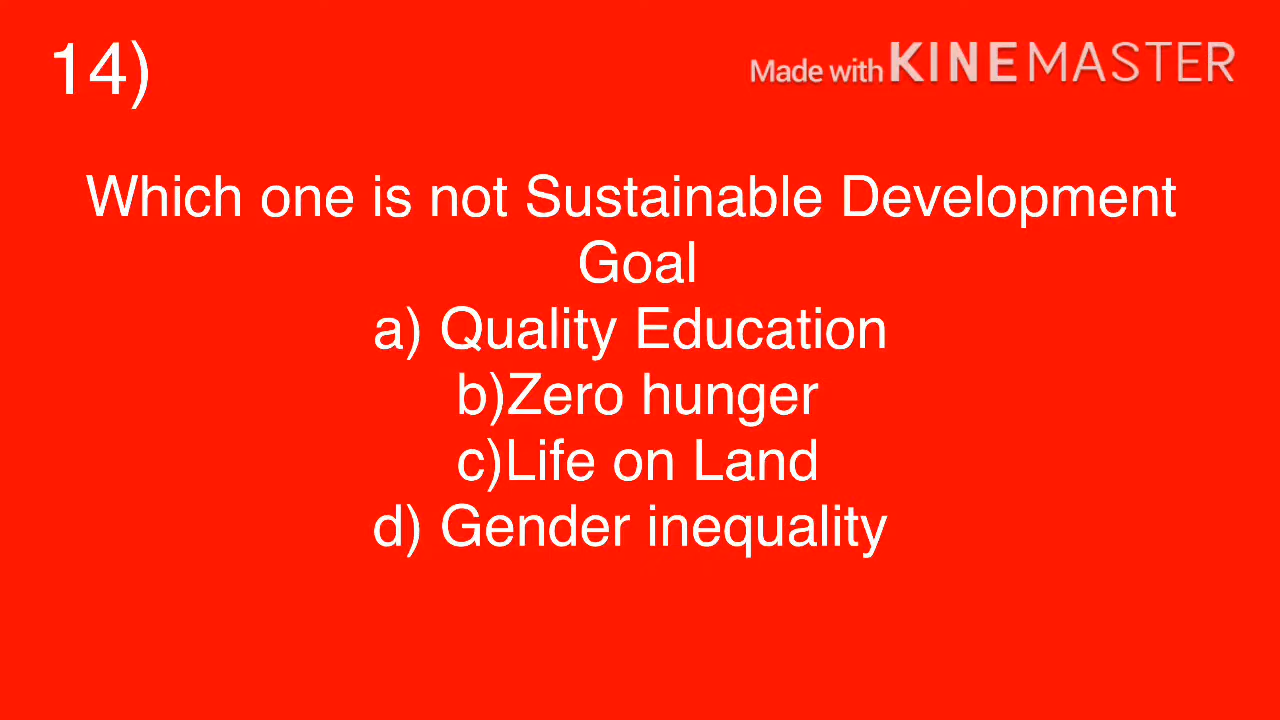 14)
Made with KINEMASTER
Which one is not Sustainable Development
Goal
a) Quality Education
b)Zero hunger
c)Life on Land
d) Gender inequality